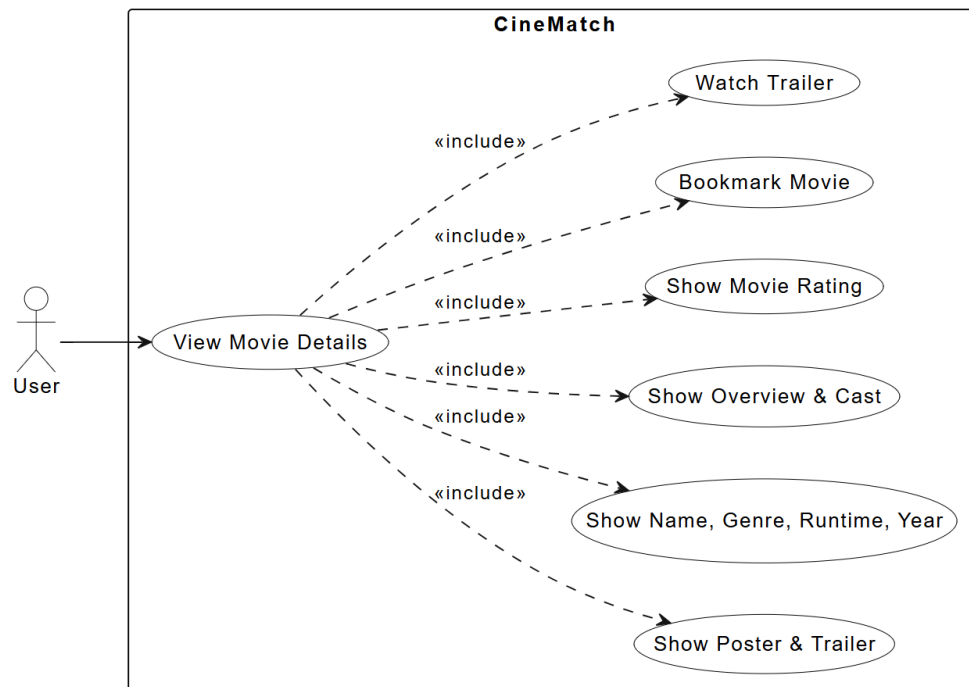 CineMatch
Watch Trailer
«include»
Bookmark Movie
«include»
Show Movie Rating
«include»
View Movie Details
User
«include»
Show Overview & Cast
«include»
«include»
Show Name, Genre, Runtime, Year
Show Poster & Trailer